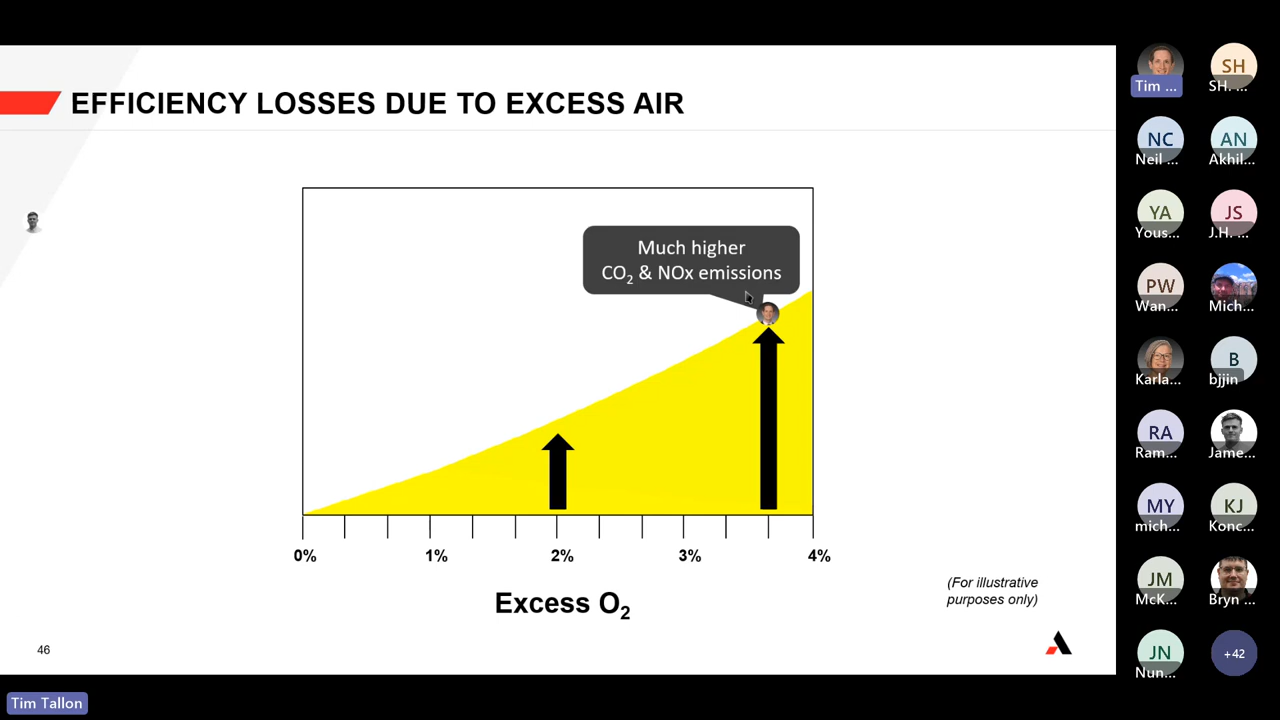 EFFICIENCY LOSSES DUE TO EXCESS AIR
Much higher
CO₂ & NOx emissions
0%
1%
2%
3%
4%
Excess O₂
(For illustrative
purposes only)
46
Tim Tallon
Tim ...
SH
SH. ...
NC
Neil ...
AN
Akhil...
YA
Yous...
JS
J.H. ...
PW
Wan...
Mich...
Karla...
B
bjjin
RA
Ram...
Jame...
MY
mich...
KJ
Konc...
JM
McK...
Bryn ...
JN
Nun...
+42